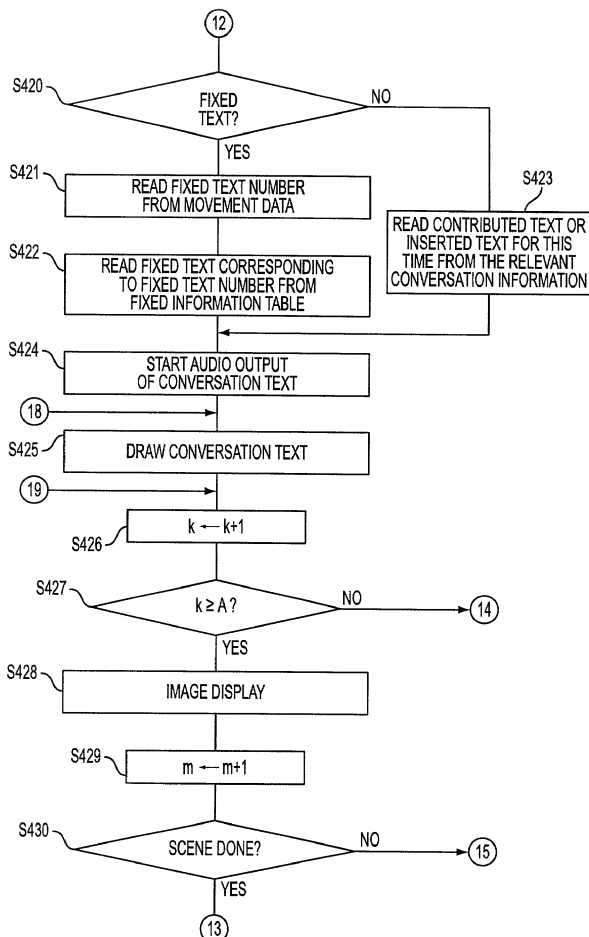 12
S420
FIXED
TEXT?
NO
YES
S421
READ FIXED TEXT NUMBER
FROM MOVEMENT DATA
S423
READ CONTRIBUTED TEXT OR
INSERTED TEXT FOR THIS
TIME FROM THE RELEVANT
CONVERSATION INFORMATION
S422
READ FIXED TEXT CORRESPONDING
TO FIXED TEXT NUMBER FROM
FIXED INFORMATION TABLE
S424
START AUDIO OUTPUT
OF CONVERSATION TEXT
18
S425
DRAW CONVERSATION TEXT
19
k ← k+1
S426
S427
k ≥ A?
NO
14
YES
S428
IMAGE DISPLAY
S429
m ← m+1
S430
SCENE DONE?
NO
15
YES
13